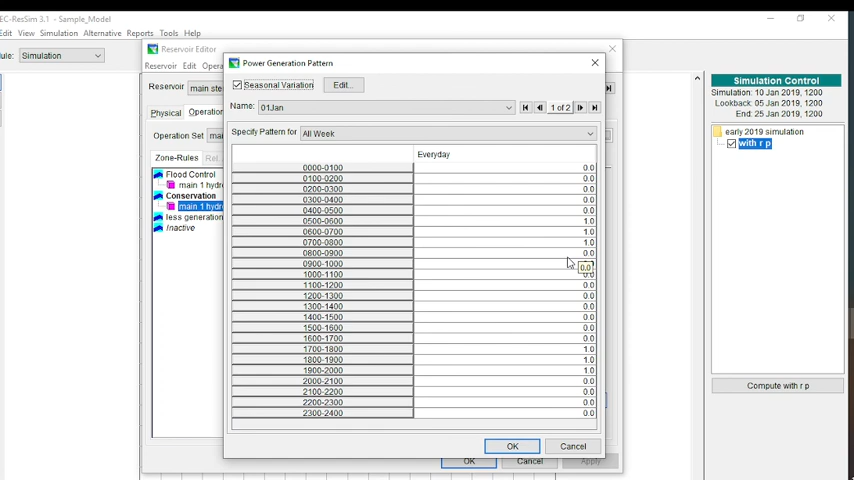 EC-ResSim 3.1 - Sample_Model
Edit View Simulation Alternative Reports Tools Help
ule: Simulation
Reservoir Editor
Reservoir Edit Opera
Reservoir main ste
Physical Operation
Operation Set mai
Zone-Rules Rel.
Flood Control
main 1 hydr
Conservation
main 1 hydro
less generation
Inactive
OK Cancel Apply
Power Generation Pattern
Seasonal Variation Edit...
Name: 01Jan 1 of 2
Specify Pattern for All Week
Everyday
0000-0100 0.0
0100-0200 0.0
0200-0300 0.0
0300-0400 0.0
0400-0500 0.0
0500-0600 1.0
0600-0700 1.0
0700-0800 1.0
0800-0900 0.0
0900-1000
0.0
1000-1100 0.0
1100-1200 0.0
1200-1300 0.0
1300-1400 0.0
1400-1500 0.0
1500-1600 0.0
1600-1700 0.0
1700-1800 1.0
1800-1900 1.0
1900-2000 1.0
2000-2100 0.0
2100-2200 0.0
2200-2300 0.0
2300-2400 0.0
OK Cancel
Simulation Control
Simulation: 10 Jan 2019, 1200
Lookback: 05 Jan 2019, 1200
End: 25 Jan 2019, 1200
early 2019 simulation
with r p
Compute with r p